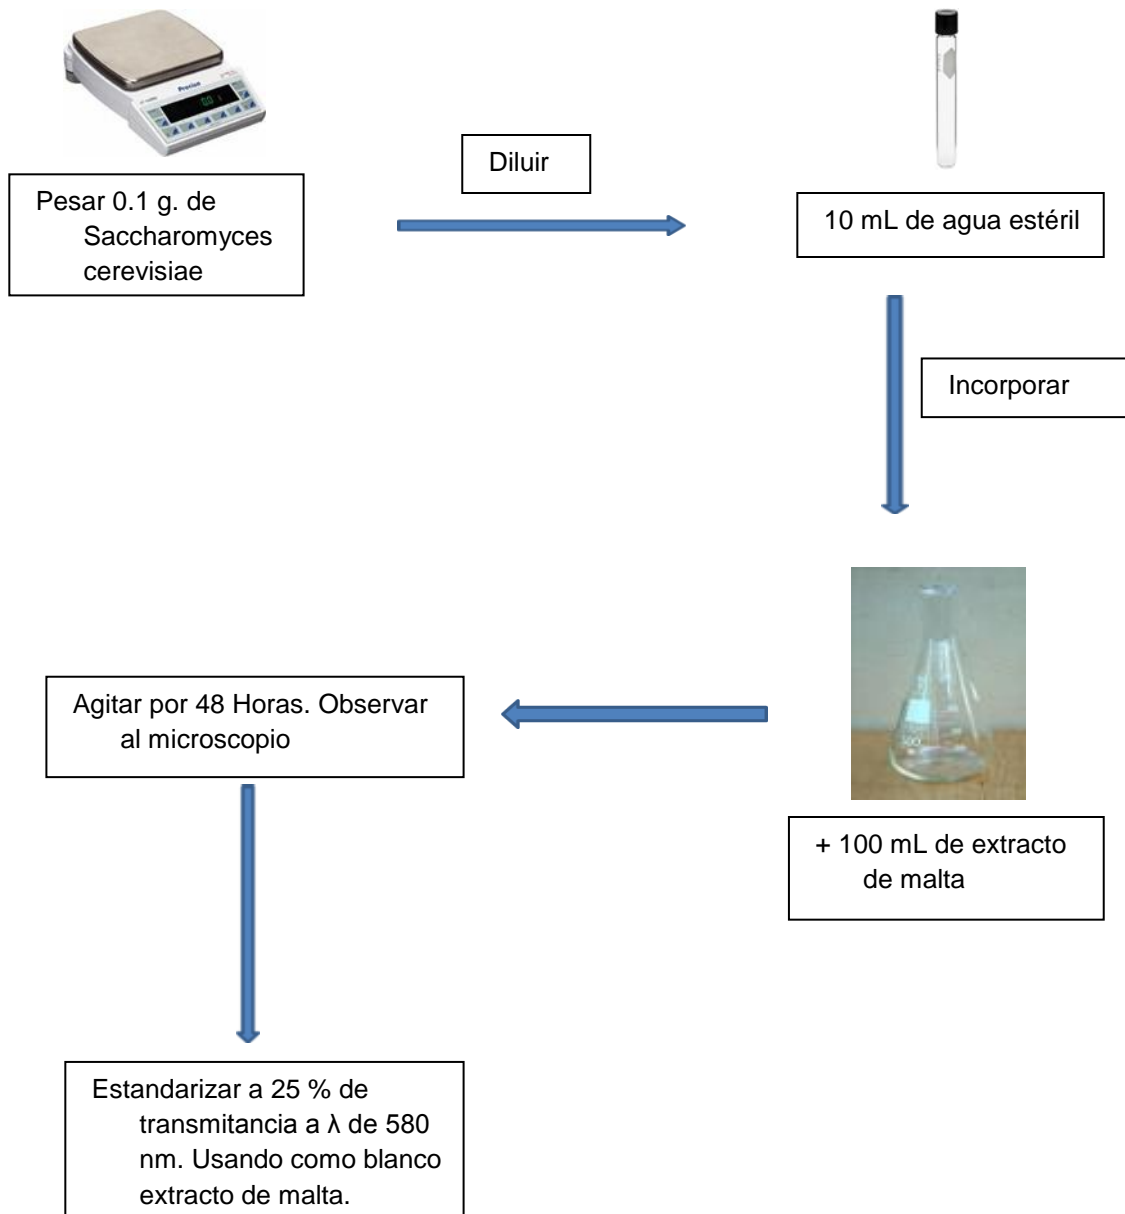 Precisa
Pesar 0.1 g. de
Saccharomyces
cerevisiae
Diluir
10 mL de agua estéril
Incorporar
+ 100 mL de extracto
de malta
Agitar por 48 Horas. Observar
al microscopio
Estandarizar a 25 % de
transmitancia a λ de 580
nm. Usando como blanco
extracto de malta.